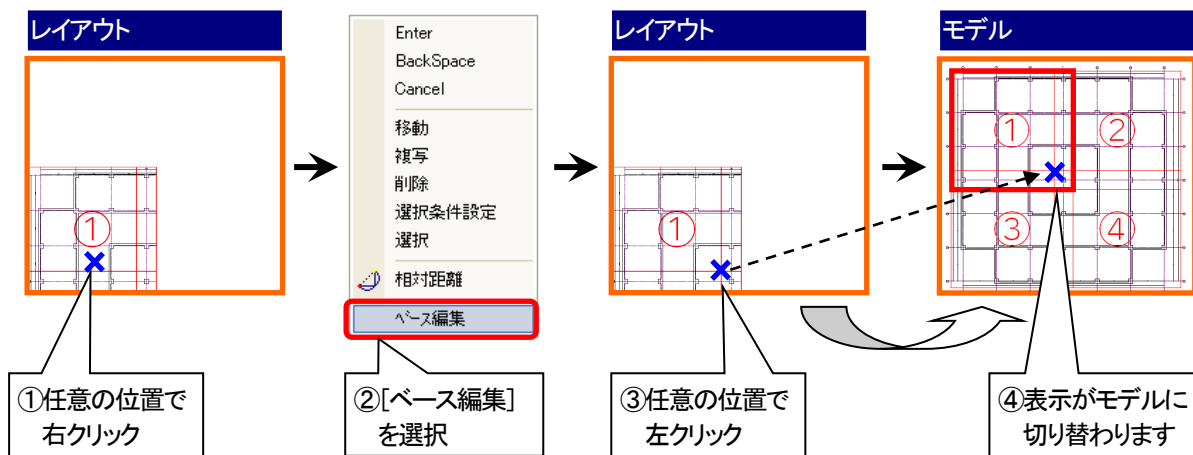 レイアウト
①
①任意の位置で
右クリック
Enter
BackSpace
Cancel
移動
複写
削除
選択条件設定
選択
相対距離
ベース編集
②[ベース編集]
を選択
レイアウト
①
③任意の位置で
左クリック
モデル
①
②
③
④
④表示がモデルに
切り替わります